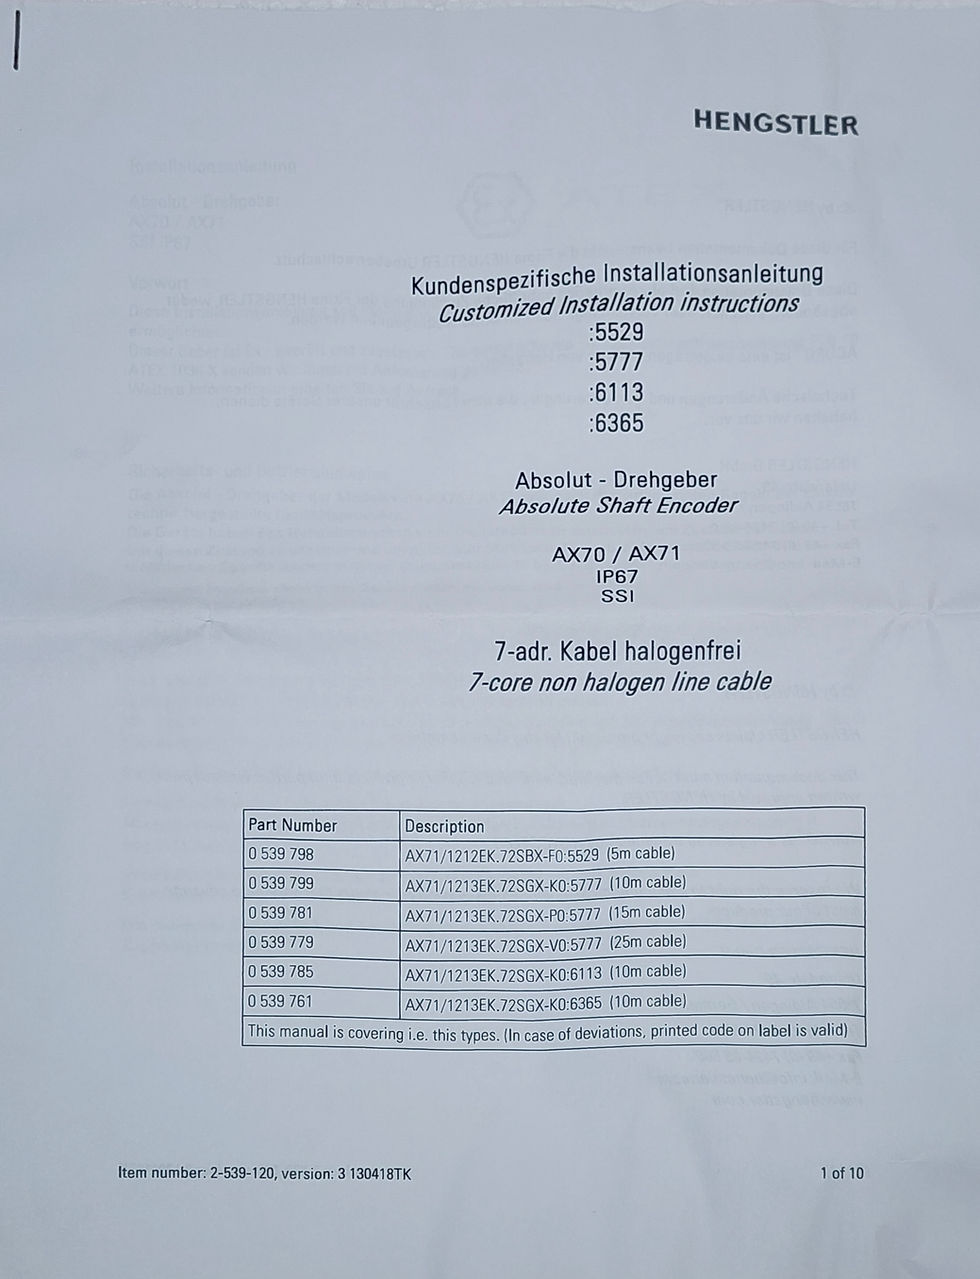 HENGSTLER
Kundenspezifische Installationsanleitung
Customized Installation instructions
:5529
:5777
:6113
:6365
Absolut - Drehgeber
Absolute Shaft Encoder
AX70 / AX71
IP67
SSI
7-adr. Kabel halogenfrei
7-core non halogen line cable
Part Number Description
0 539 798 AX71/1212EK.72SBX-F0:5529 (5m cable)
0 539 799 AX71/1213EK.72SGX-K0:5777 (10m cable)
0 539 781 AX71/1213EK.72SGX-P0:5777 (15m cable)
0 539 779 AX71/1213EK.72SGX-V0:5777 (25m cable)
0 539 785 AX71/1213EK.72SGX-K0:6113 (10m cable)
0 539 761 AX71/1213EK.72SGX-K0:6365 (10m cable)
This manual is covering i.e. this types. (In case of deviations, printed code on label is valid)
Item number: 2-539-120, version: 3 130418TK 1 of 10